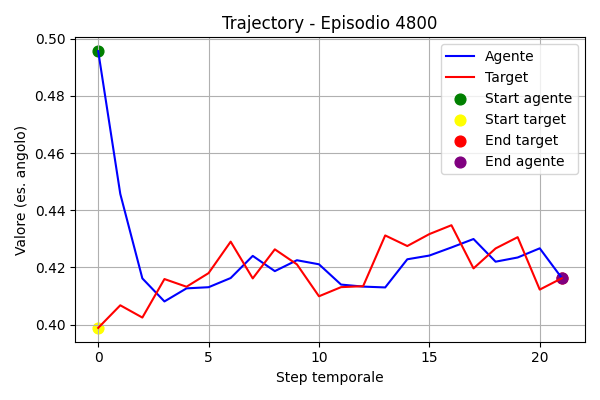 Trajectory - Episodio 4800
Valore (es. angolo)
0.50
0.48
0.46
0.44
0.42
0.40
Agente
Target
Start agente
Start target
End target
End agente
0 5 10 15 20
Step temporale